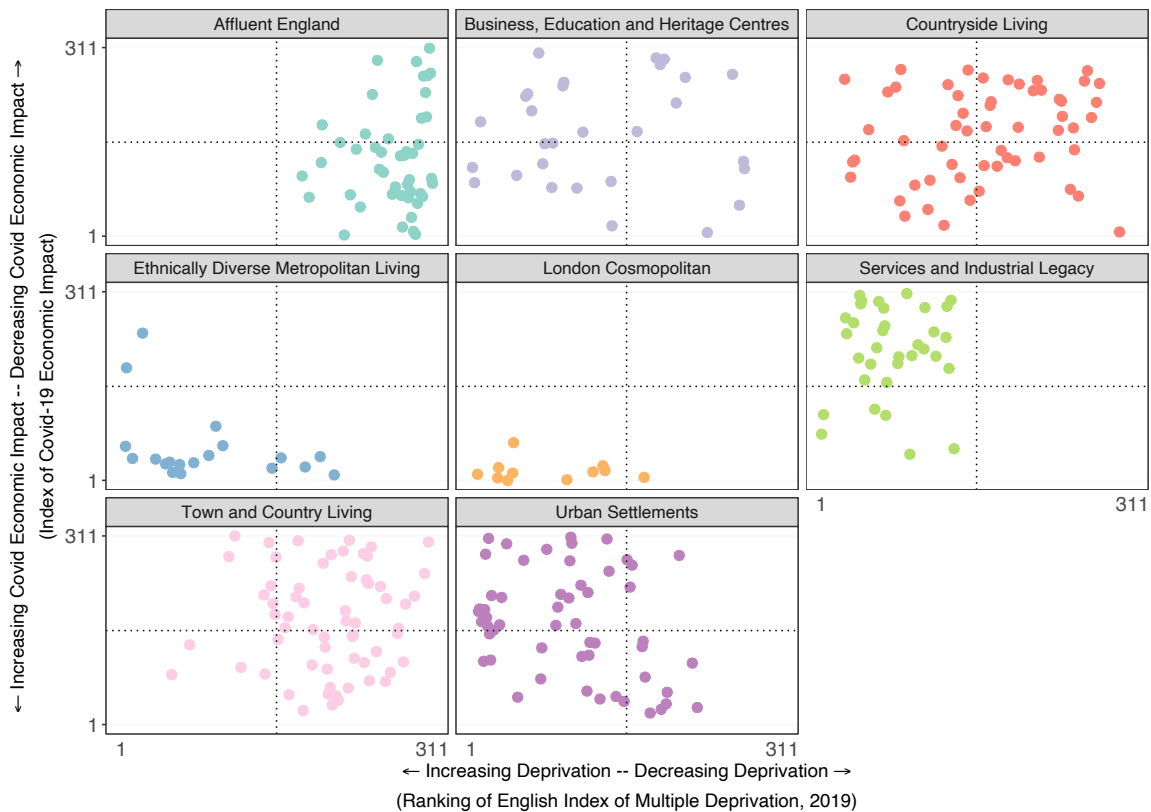 Affluent England
Business, Education and Heritage Centres
Countryside Living
311
1
Ethnically Diverse Metropolitan Living
London Cosmopolitan
Services and Industrial Legacy
311
1
1
311
Town and Country Living
Urban Settlements
311
1
1
311
1
311
← Increasing Covid Economic Impact -- Decreasing Covid Economic Impact →
(Index of Covid-19 Economic Impact)
← Increasing Deprivation -- Decreasing Deprivation →
(Ranking of English Index of Multiple Deprivation, 2019)